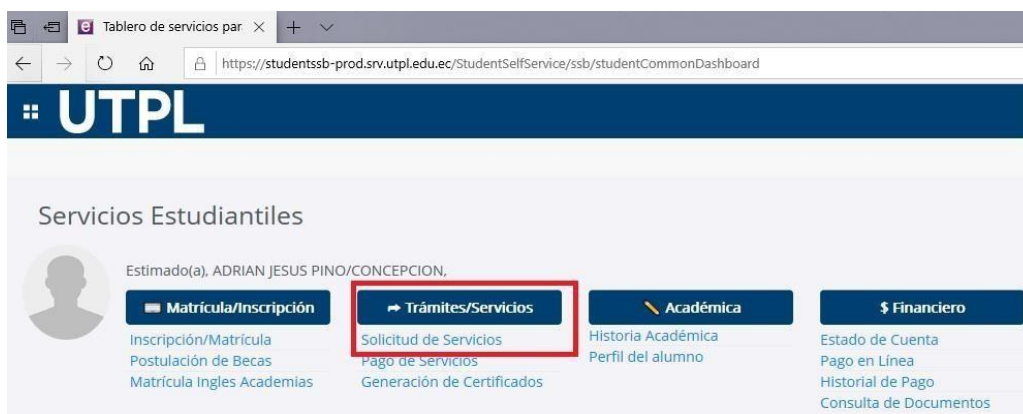 Tablero de servicios par
https://studentssb-prod.srv.utpl.edu.ec/StudentSelfService/ssb/studentCommonDashboard
UTPL
Servicios Estudiantiles
Estimado(a), ADRIAN JESUS PINO/CONCEPCION,
Matrícula/Inscripción
Inscripción/Matrícula
Postulación de Becas
Matrícula Ingles Academias
Trámites/Servicios
Solicitud de Servicios
Pago de Servicios
Generación de Certificados
Académica
Historia Académica
Perfil del alumno
$ Financiero
Estado de Cuenta
Pago en Línea
Historial de Pago
Consulta de Documentos